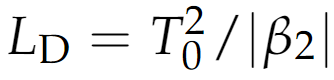 L_D = T_0^2 / |β_2|